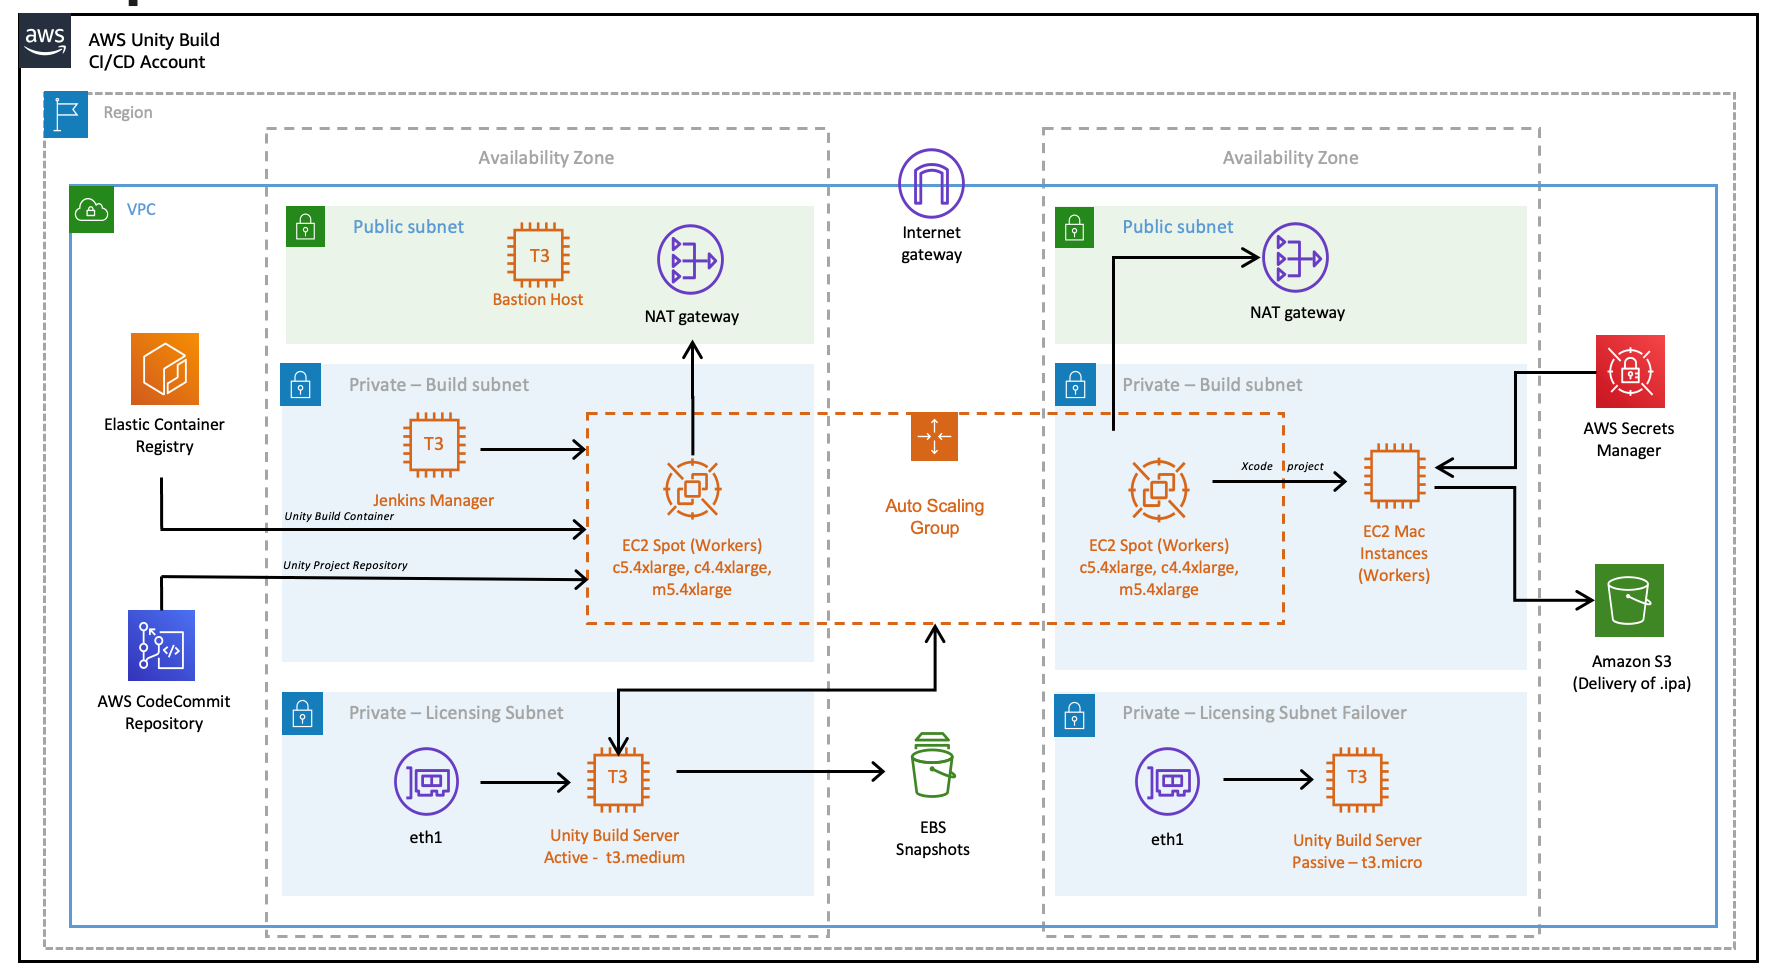 aws
AWS Unity Build
CI/CD Account
Region
Availability Zone
Availability Zone
VPC
Public subnet
T3
Bastion Host
NAT gateway
Internet
gateway
Public subnet
NAT gateway
Elastic Container
Registry
Private – Build subnet
T3
Jenkins Manager
Unity Build Container
Unity Project Repository
EC2 Spot (Workers)
c5.4xlarge, c4.4xlarge,
m5.4xlarge
Auto Scaling
Group
Private – Build subnet
EC2 Spot (Workers)
c5.4xlarge, c4.4xlarge,
m5.4xlarge
Xcode project
EC2 Mac
Instances
(Workers)
AWS Secrets
Manager
Amazon S3
(Delivery of .ipa)
AWS CodeCommit
Repository
Private – Licensing Subnet
eth1
T3
Unity Build Server
Active - t3.medium
EBS
Snapshots
Private – Licensing Subnet Failover
eth1
T3
Unity Build Server
Passive – t3.micro